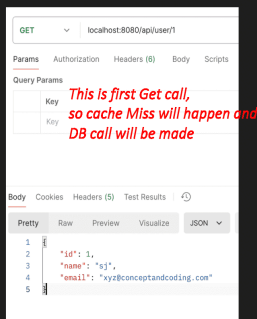 GET localhost:8080/api/user/1
Params Authorization Headers (6) Body Scripts
Query Params
Key
Key
This is first Get call,
so cache Miss will happen and
DB call will be made
Body Cookies Headers (5) Test Results
Pretty Raw Preview Visualize JSON
1 {
2 "id": 1,
3 "name": "sj",
4 "email": "xyz@conceptandcoding.com"
5 }